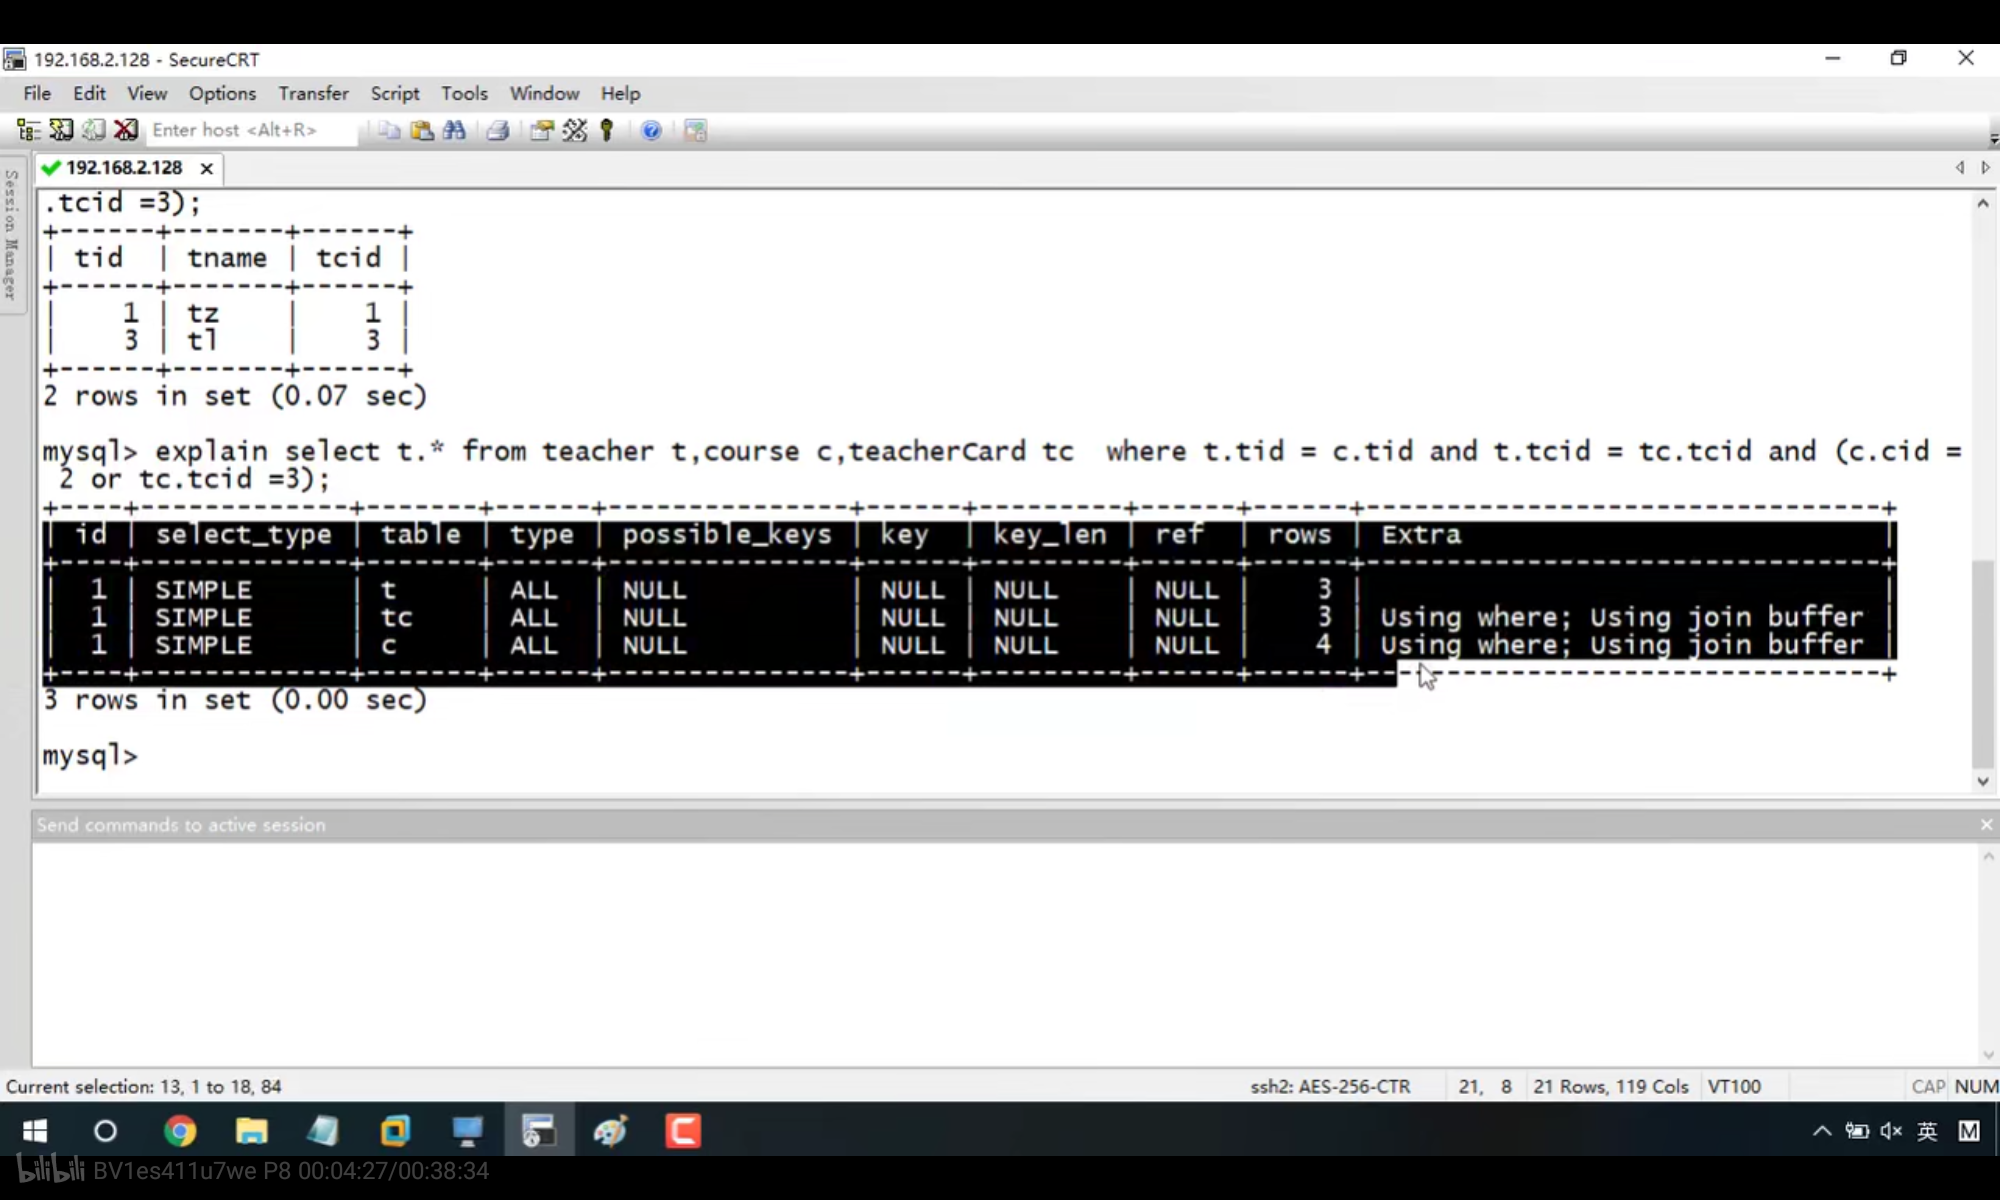 192.168.2.128 - SecureCRT
File Edit View Options Transfer Script Tools Window Help
Enter host <Alt+R>
Session Manager
192.168.2.128
.tcid =3);
+------+-------+------+
| tid  | tname | tcid |
+------+-------+------+
|    1 | tz    |    1 |
|    3 | tl    |    3 |
+------+-------+------+
2 rows in set (0.07 sec)
mysql> explain select t.* from teacher t,course c,teacherCard tc  where t.tid = c.tid and t.tcid = tc.tcid and (c.cid =
 2 or tc.tcid =3);
+----+-------------+-------+------+---------------+------+---------+------+------+--------------------------------+
| id | select_type | table | type | possible_keys | key  | key_len | ref  | rows | Extra                          |
+----+-------------+-------+------+---------------+------+---------+------+------+--------------------------------+
|  1 | SIMPLE      | t     | ALL  | NULL          | NULL | NULL    | NULL |    3 |                                |
|  1 | SIMPLE      | tc    | ALL  | NULL          | NULL | NULL    | NULL |    3 | Using where; Using join buffer |
|  1 | SIMPLE      | c     | ALL  | NULL          | NULL | NULL    | NULL |    4 | Using where; Using join buffer |
+----+-------------+-------+------+---------------+------+---------+------+------+--------------------------------+
3 rows in set (0.00 sec)
mysql>
Send commands to active session
Current selection: 13, 1 to 18, 84 ssh2: AES-256-CTR 21, 8 21 Rows, 119 Cols VT100 CAP NUM
英 M
bilibili BV1es411u7we P8 00:04:27/00:38:34